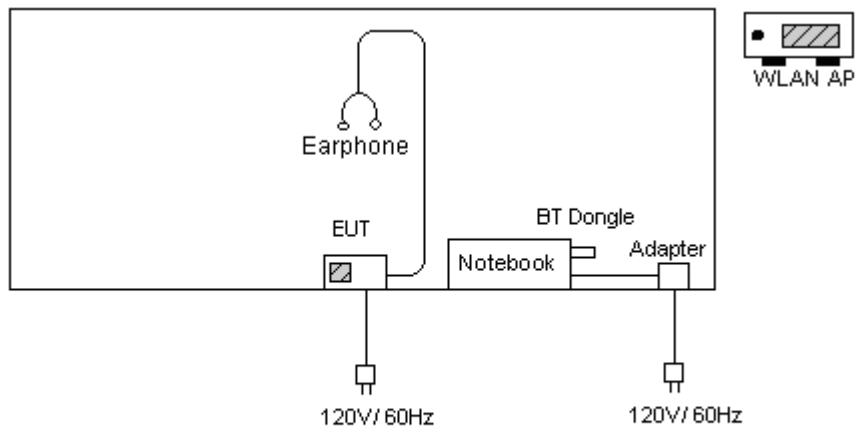 WLAN AP
Earphone
EUT
BT Dongle
Notebook
Adapter
120V/60Hz
120V/60Hz